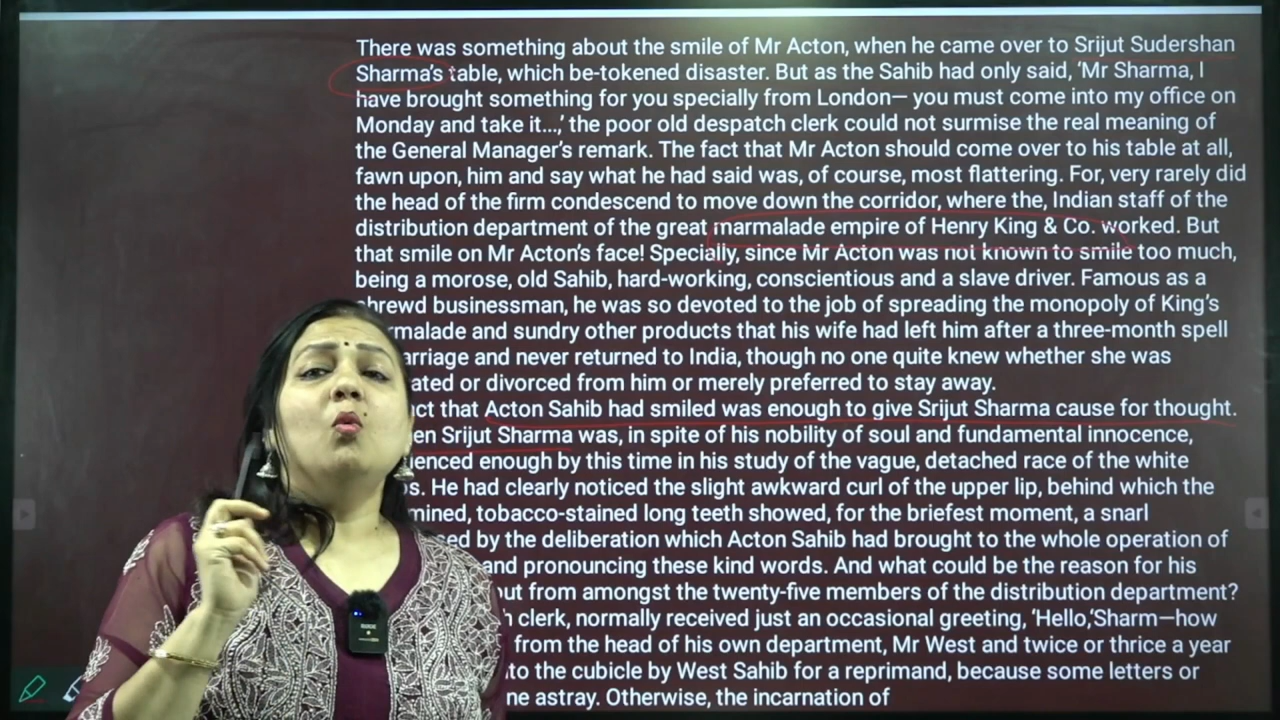 There was something about the smile of Mr Acton, when he came over to Srijut Sudershan
Sharma's table, which be-tokened disaster. But as the Sahib had only said, 'Mr Sharma, I
have brought something for you specially from London— you must come into my office on
Monday and take it...,' the poor old despatch clerk could not surmise the real meaning of
the General Manager's remark. The fact that Mr Acton should come over to his table at all,
fawn upon, him and say what he had said was, of course, most flattering. For, very rarely did
the head of the firm condescend to move down the corridor, where the, Indian staff of the
distribution department of the great marmalade empire of Henry King & Co. worked. But
that smile on Mr Acton's face! Specially, since Mr Acton was not known to smile too much,
being a morose, old Sahib, hard-working, conscientious and a slave driver. Famous as a
shrewd businessman, he was so devoted to the job of spreading the monopoly of King's
and sundry other products that his wife had left him after a three-month spell
and never returned to India, though no one quite knew whether she was
or divorced from him or merely preferred to stay away.
that Acton Sahib had smiled was enough to give Srijut Sharma cause for thought.
Srijut Sharma was, in spite of his nobility of soul and fundamental innocence,
enough by this time in his study of the vague, detached race of the white
He had clearly noticed the slight awkward curl of the upper lip, behind which the
tobacco-stained long teeth showed, for the briefest moment, a snarl
by the deliberation which Acton Sahib had brought to the whole operation of
and pronouncing these kind words. And what could be the reason for his
out from amongst the twenty-five members of the distribution department?
clerk, normally received just an occasional greeting, 'Hello,'Sharm—how
from the head of his own department, Mr West and twice or thrice a year
the cubicle by West Sahib for a reprimand, because some letters or
astray. Otherwise, the incarnation of